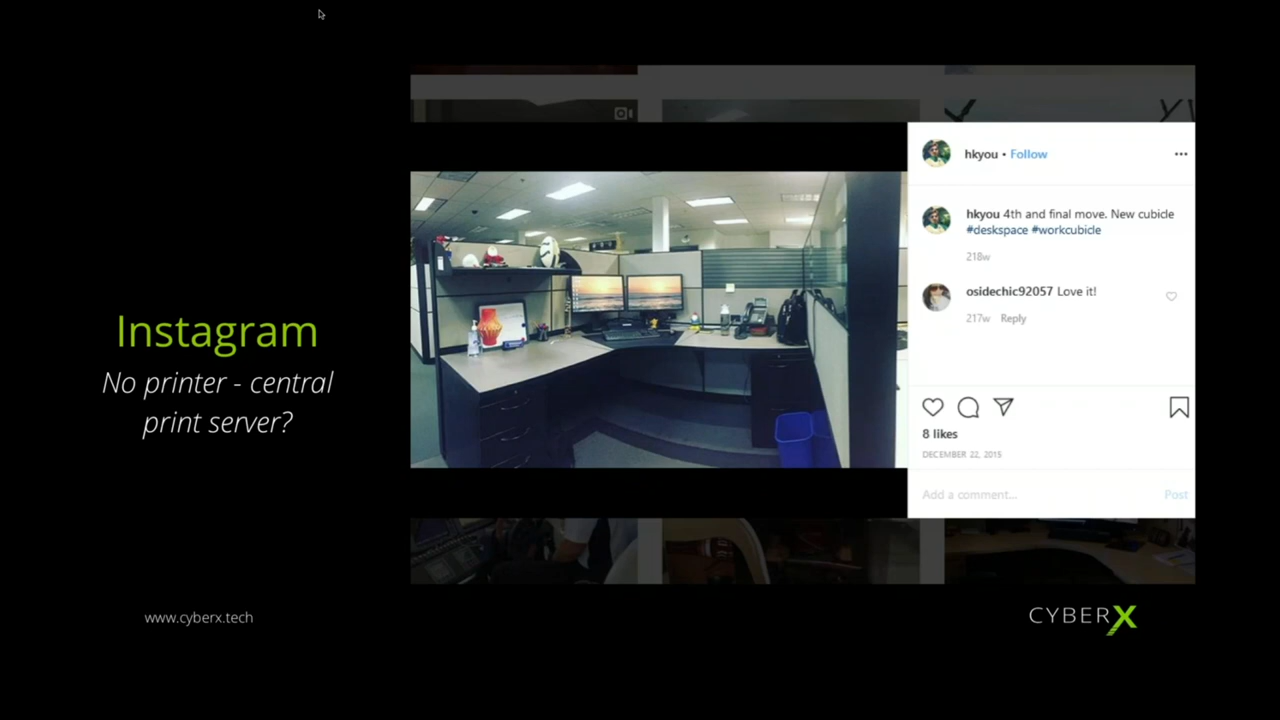 Instagram
No printer - central
print server?
www.cyberx.tech
hkyou • Follow
hkyou 4th and final move. New cubicle
#deskspace #workcubicle
218w
osidechic92057 Love it!
217w Reply
8 likes
DECEMBER 22, 2015
Add a comment... Post
CYBERX